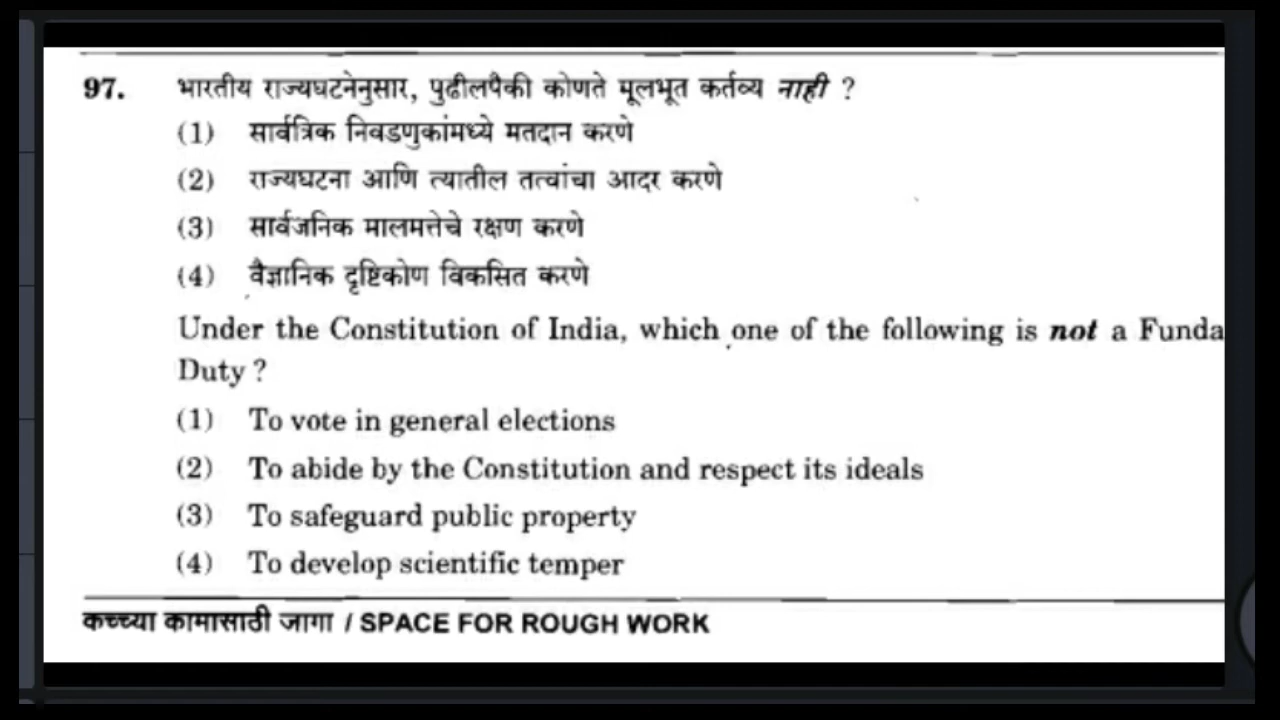 97. भारतीय राज्यघटनेनुसार, पुढीलपैकी कोणते मूलभूत कर्तव्य नाही ?
(1) सार्वत्रिक निवडणुकांमध्ये मतदान करणे
(2) राज्यघटना आणि त्यातील तत्वांचा आदर करणे
(3) सार्वजनिक मालमत्तेचे रक्षण करणे
(4) वैज्ञानिक दृष्टिकोण विकसित करणे
Under the Constitution of India, which one of the following is not a Funda
Duty ?
(1) To vote in general elections
(2) To abide by the Constitution and respect its ideals
(3) To safeguard public property
(4) To develop scientific temper
कच्च्या कामासाठी जागा / SPACE FOR ROUGH WORK